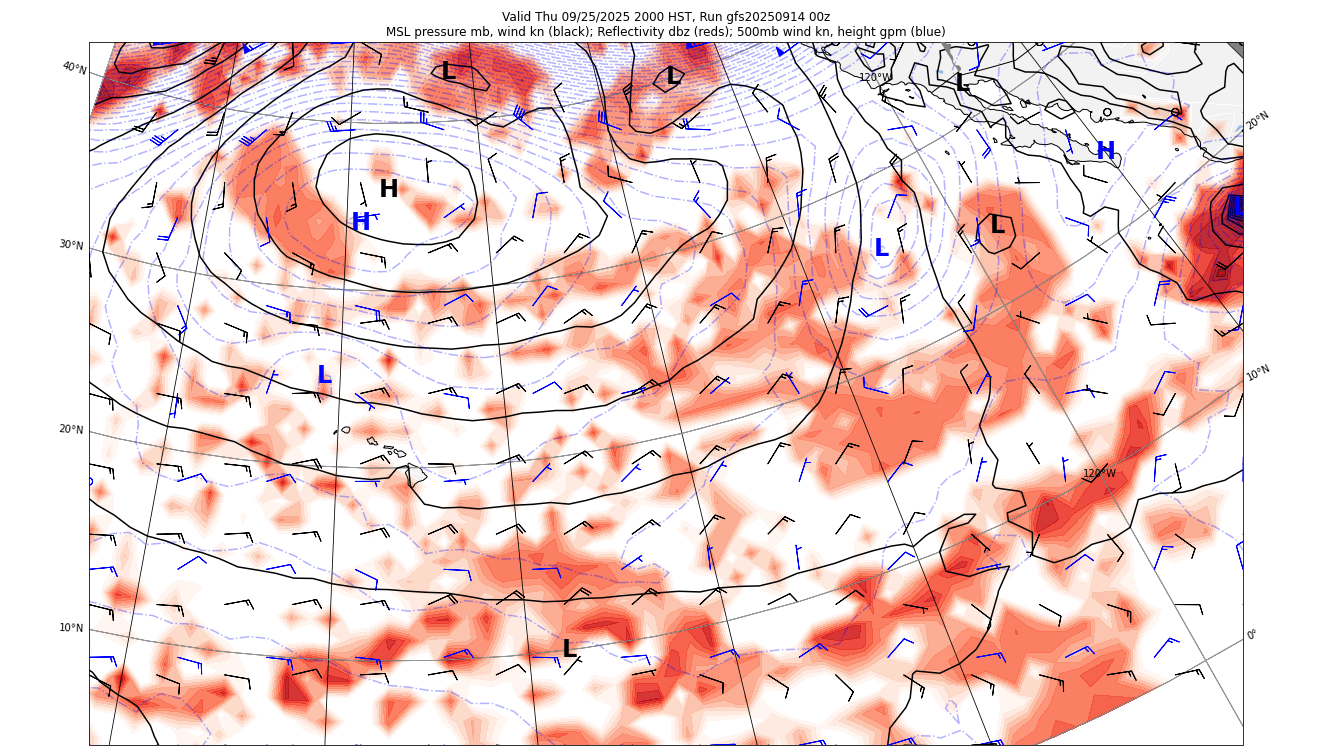 Valid Thu 09/25/2025 2000 HST, Run gfs20250914 00z
MSL pressure mb, wind kn (black); Reflectivity dbz (reds); 500mb wind kn, height gpm (blue)
40°N
L
L
120°W
L
0°
20°N
H
H
H
L
L
L
30°N
L
10°N
20°N
120°W
10°N
L
0°